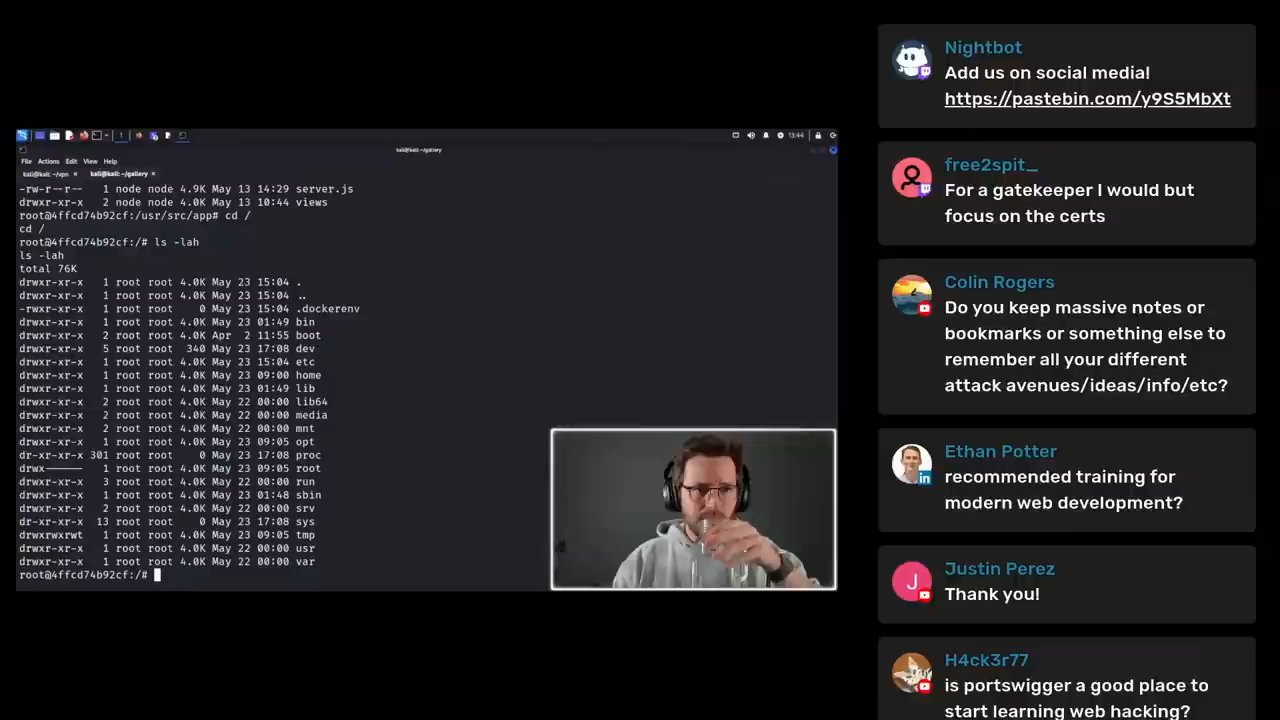 13:44
kali@kali: ~/gallery
File Actions Edit View Help
kali@kali: ~/vpn × kali@kali: ~/gallery ×
-rw-r--r-- 1 node node 4.9K May 13 14:29 server.js
drwxr-xr-x 2 node node 4.0K May 13 10:44 views
root@4ffcd74b92cf:/usr/src/app# cd /
cd /
root@4ffcd74b92cf:/# ls -lah
ls -lah
total 76K
drwxr-xr-x 1 root root 4.0K May 23 15:04 .
drwxr-xr-x 1 root root 4.0K May 23 15:04 ..
-rwxr-xr-x 1 root root 0 May 23 15:04 .dockerenv
drwxr-xr-x 1 root root 4.0K May 23 01:49 bin
drwxr-xr-x 2 root root 4.0K Apr 2 11:55 boot
drwxr-xr-x 5 root root 340 May 23 17:08 dev
drwxr-xr-x 1 root root 4.0K May 23 15:04 etc
drwxr-xr-x 1 root root 4.0K May 23 09:00 home
drwxr-xr-x 1 root root 4.0K May 23 01:49 lib
drwxr-xr-x 2 root root 4.0K May 22 00:00 lib64
drwxr-xr-x 2 root root 4.0K May 22 00:00 media
drwxr-xr-x 2 root root 4.0K May 22 00:00 mnt
drwxr-xr-x 1 root root 4.0K May 23 09:05 opt
dr-xr-xr-x 301 root root 0 May 23 17:08 proc
drwx------ 1 root root 4.0K May 23 09:05 root
drwxr-xr-x 3 root root 4.0K May 22 00:00 run
drwxr-xr-x 1 root root 4.0K May 23 01:48 sbin
drwxr-xr-x 2 root root 4.0K May 22 00:00 srv
dr-xr-xr-x 13 root root 0 May 23 17:08 sys
drwxrwxrwt 1 root root 4.0K May 23 09:05 tmp
drwxr-xr-x 1 root root 4.0K May 22 00:00 usr
drwxr-xr-x 1 root root 4.0K May 22 00:00 var
root@4ffcd74b92cf:/#
Nightbot
Add us on social media!
https://pastebin.com/y9S5MbXt
free2spit_
For a gatekeeper I would but
focus on the certs
Colin Rogers
Do you keep massive notes or
bookmarks or something else to
remember all your different
attack avenues/ideas/info/etc?
Ethan Potter
recommended training for
modern web development?
Justin Perez
Thank you!
J
H4ck3r77
is portswigger a good place to
start learning web hacking?